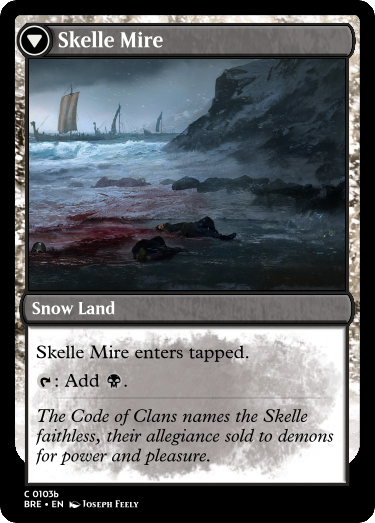 Skelle Mire
Snow Land
Skelle Mire enters tapped.
: Add .
The Code of Clans names the Skelle
faithless, their allegiance sold to demons
for power and pleasure.
C 0103b
BRE • EN Joseph Feely